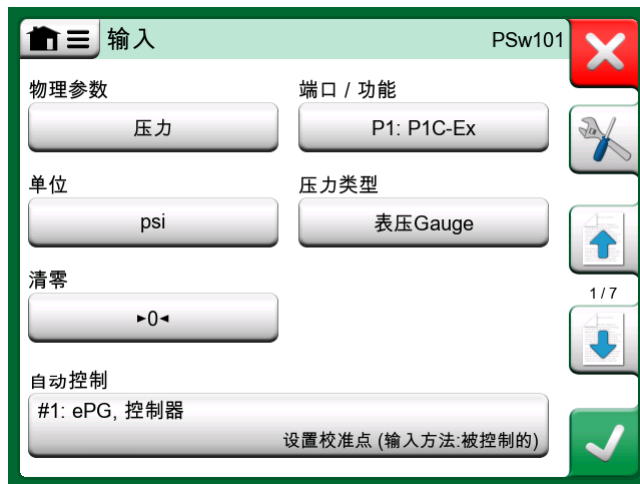 输入
PSw101
物理参数
端口 / 功能
压力
P1: P1C-Ex
单位
压力类型
psi
表压Gauge
清零
1 / 7
►0◄
自动控制
#1: ePG, 控制器
设置校准点 (输入方法:被控制的)